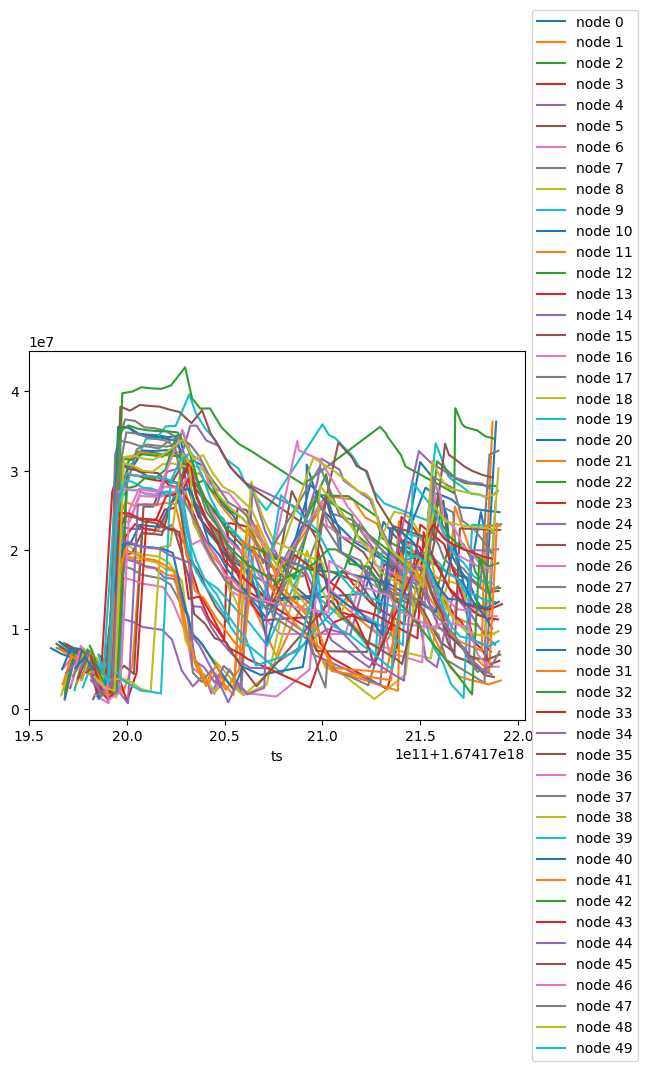 1e7
4
3
2
1
0
19.5 20.0 20.5 21.0 21.5 22.0
1e11+1.67417e18
ts
node 0
node 1
node 2
node 3
node 4
node 5
node 6
node 7
node 8
node 9
node 10
node 11
node 12
node 13
node 14
node 15
node 16
node 17
node 18
node 19
node 20
node 21
node 22
node 23
node 24
node 25
node 26
node 27
node 28
node 29
node 30
node 31
node 32
node 33
node 34
node 35
node 36
node 37
node 38
node 39
node 40
node 41
node 42
node 43
node 44
node 45
node 46
node 47
node 48
node 49